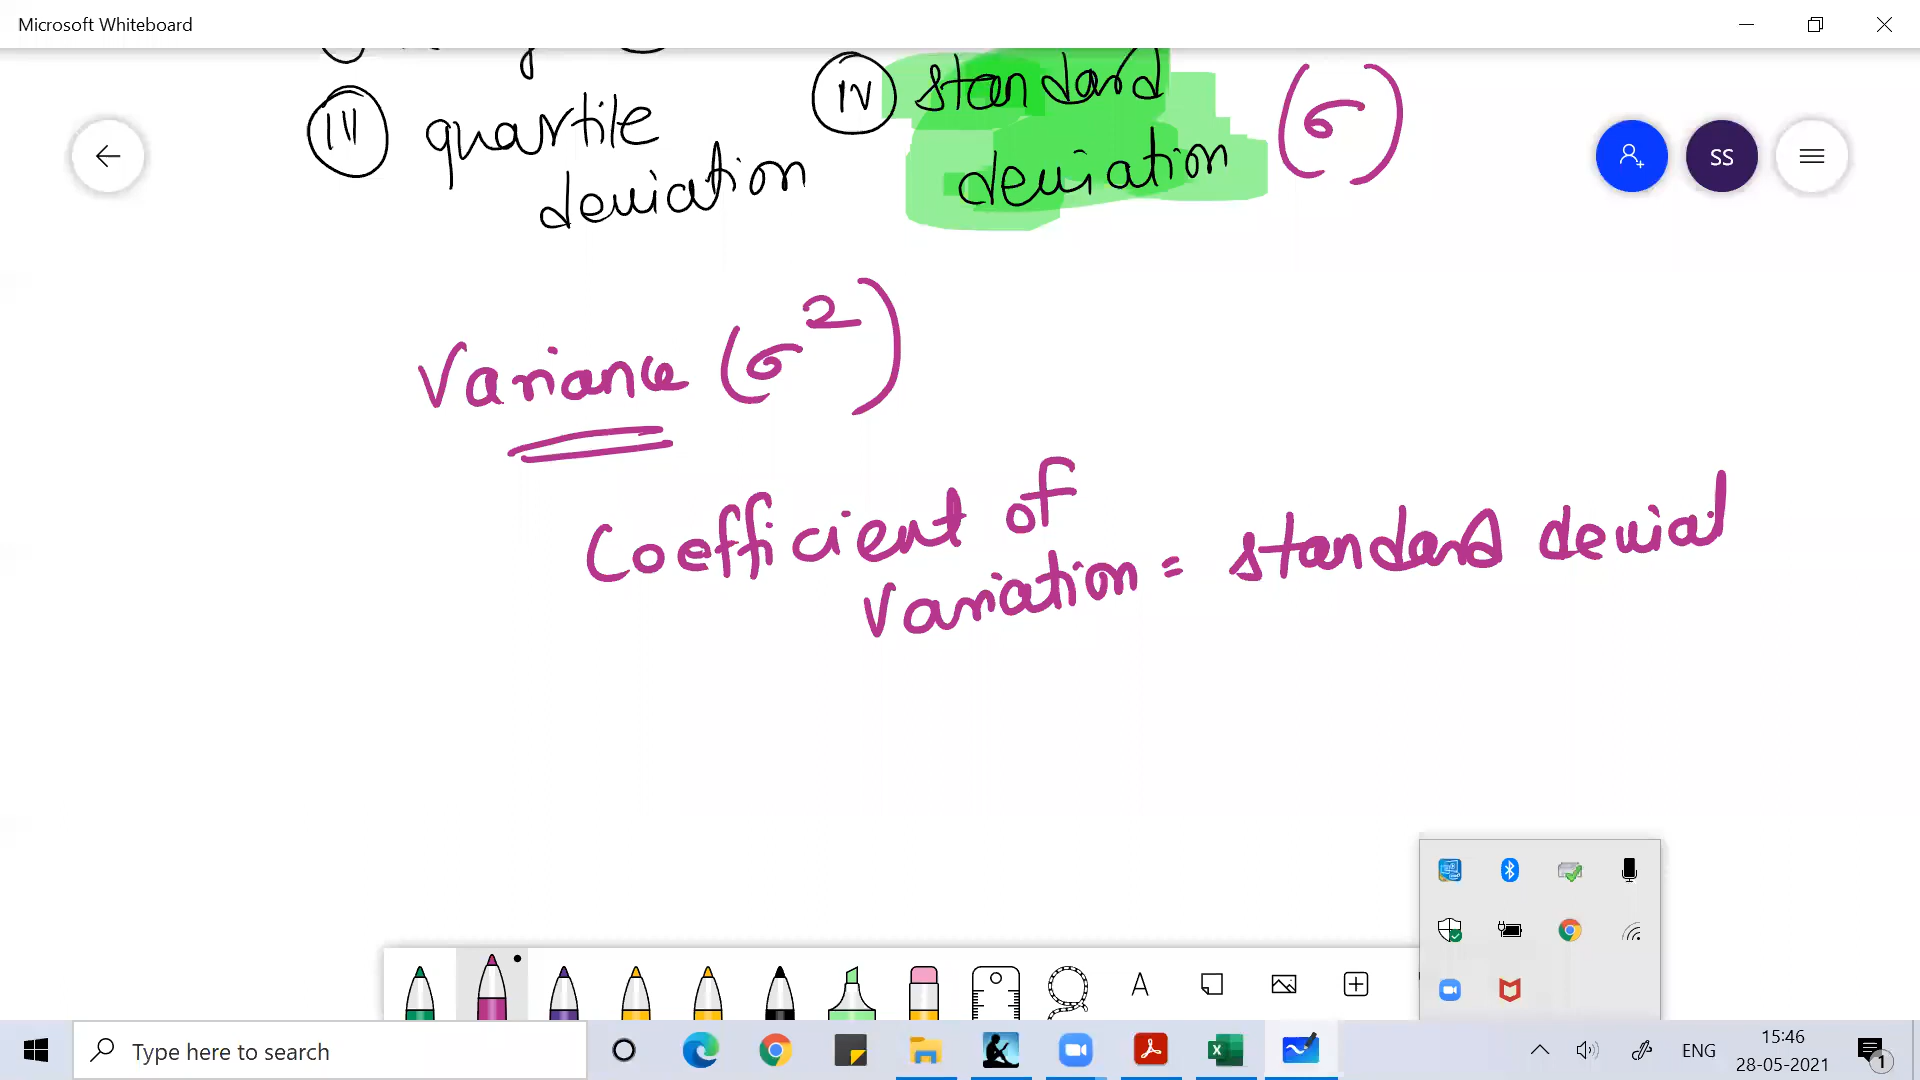 Microsoft Whiteboard
III quartile deviation
IV standard deviation (σ)
SS
Variance (σ²)
Coefficient of
variation = standard deviat
A
Type here to search
ENG
15:46
28-05-2021
1